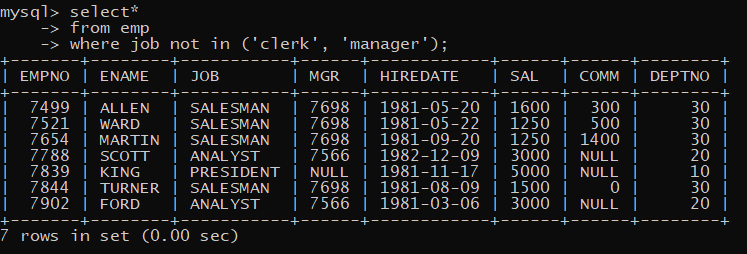 mysql> select*
    -> from emp
    -> where job not in ('clerk', 'manager');
+-------+--------+-----------+------+------------+------+------+--------+
| EMPNO | ENAME  | JOB       | MGR  | HIREDATE   | SAL  | COMM | DEPTNO |
+-------+--------+-----------+------+------------+------+------+--------+
|  7499 | ALLEN  | SALESMAN  | 7698 | 1981-05-20 | 1600 |  300 |     30 |
|  7521 | WARD   | SALESMAN  | 7698 | 1981-05-22 | 1250 |  500 |     30 |
|  7654 | MARTIN | SALESMAN  | 7698 | 1981-09-20 | 1250 | 1400 |     30 |
|  7788 | SCOTT  | ANALYST   | 7566 | 1982-12-09 | 3000 | NULL |     20 |
|  7839 | KING   | PRESIDENT | NULL | 1981-11-17 | 5000 | NULL |     10 |
|  7844 | TURNER | SALESMAN  | 7698 | 1981-08-09 | 1500 |    0 |     30 |
|  7902 | FORD   | ANALYST   | 7566 | 1981-03-06 | 3000 | NULL |     20 |
+-------+--------+-----------+------+------------+------+------+--------+
7 rows in set (0.00 sec)